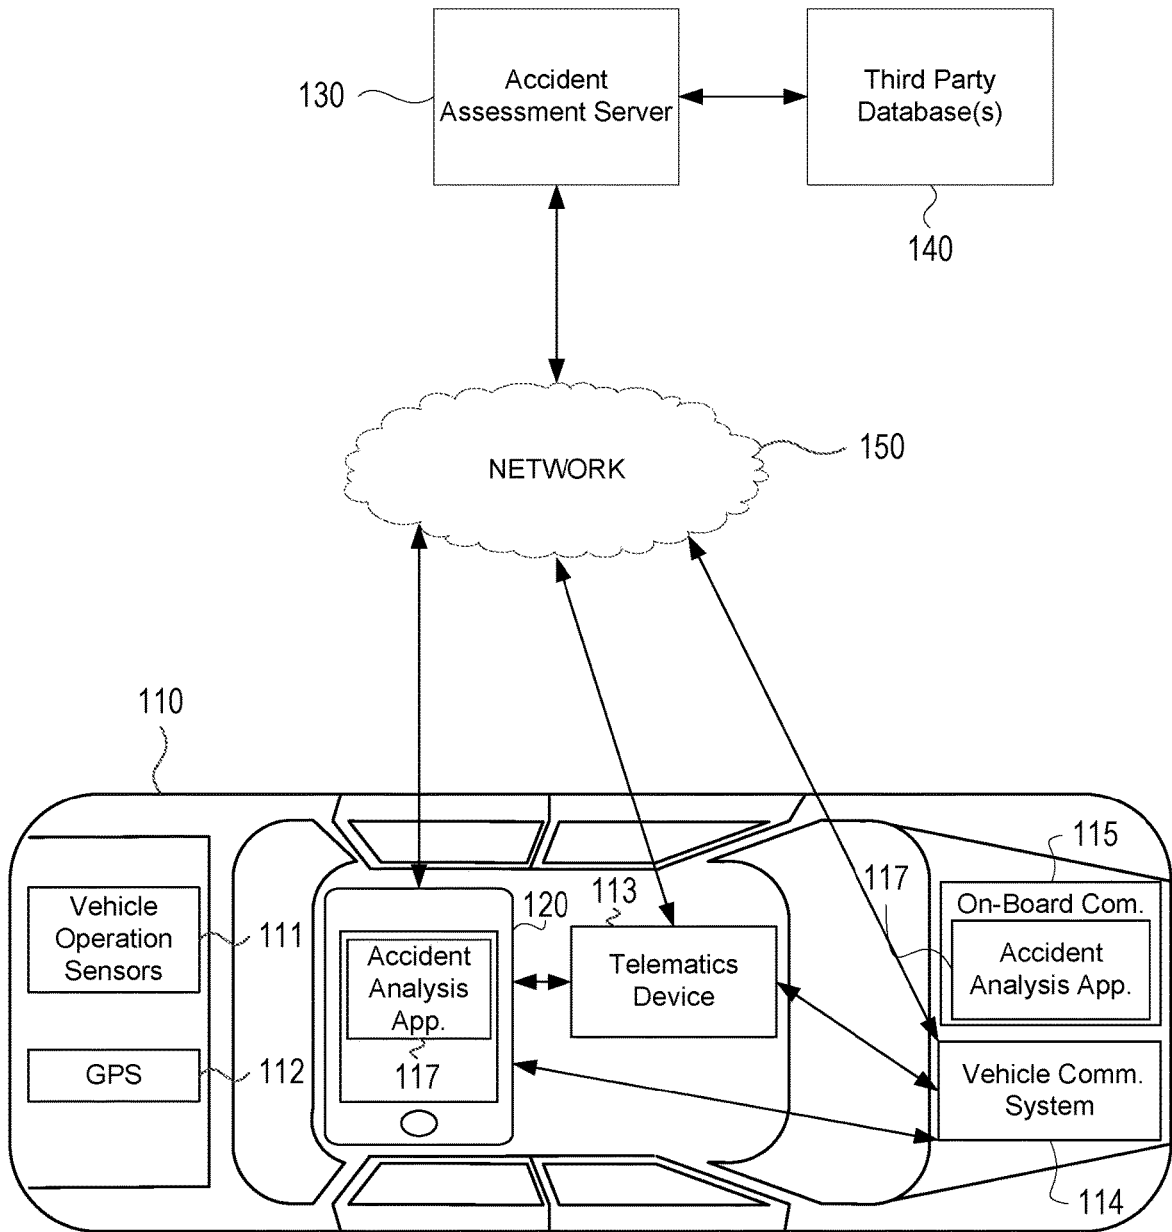 130
Accident
Assessment Server
Third Party
Database(s)
140
NETWORK
150
110
Vehicle
Operation
Sensors
111
GPS
112
120
Accident
Analysis
App.
117
113
Telematics
Device
117
115
On-Board Com.
Accident
Analysis App.
Vehicle Comm.
System
114